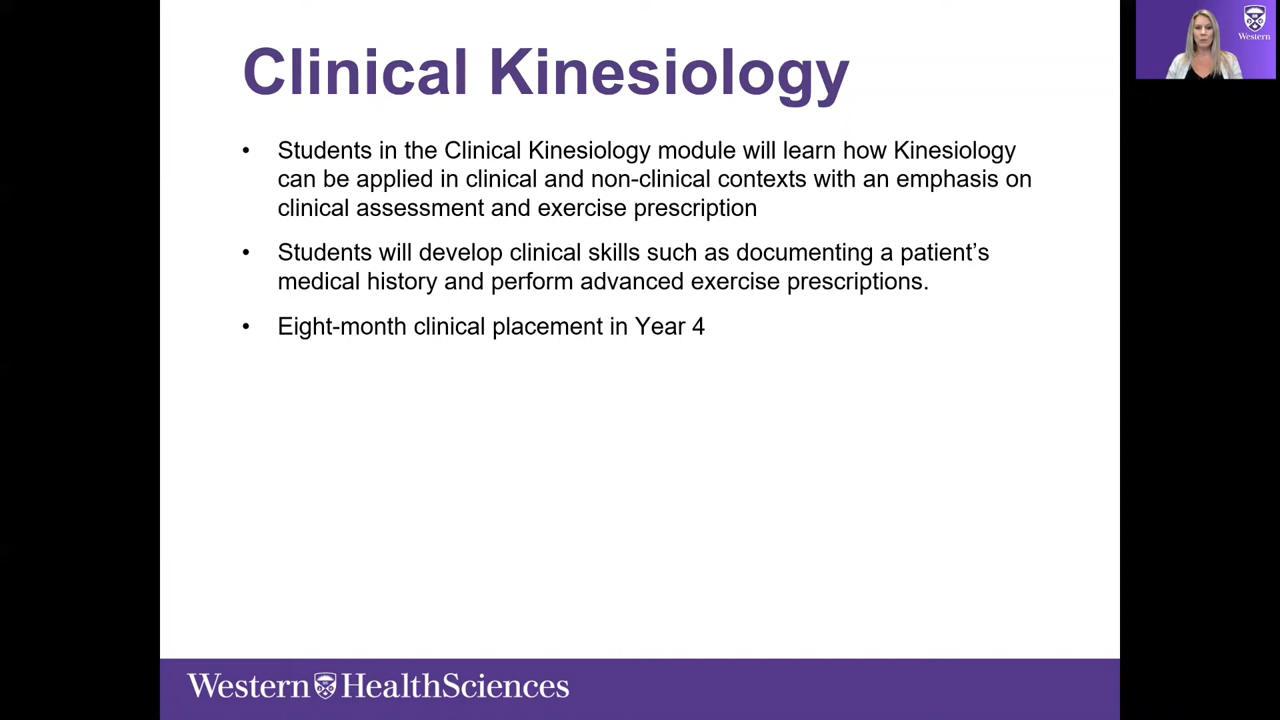 Clinical Kinesiology
• Students in the Clinical Kinesiology module will learn how Kinesiology
can be applied in clinical and non-clinical contexts with an emphasis on
clinical assessment and exercise prescription
• Students will develop clinical skills such as documenting a patient’s
medical history and perform advanced exercise prescriptions.
• Eight-month clinical placement in Year 4
Western HealthSciences
Western